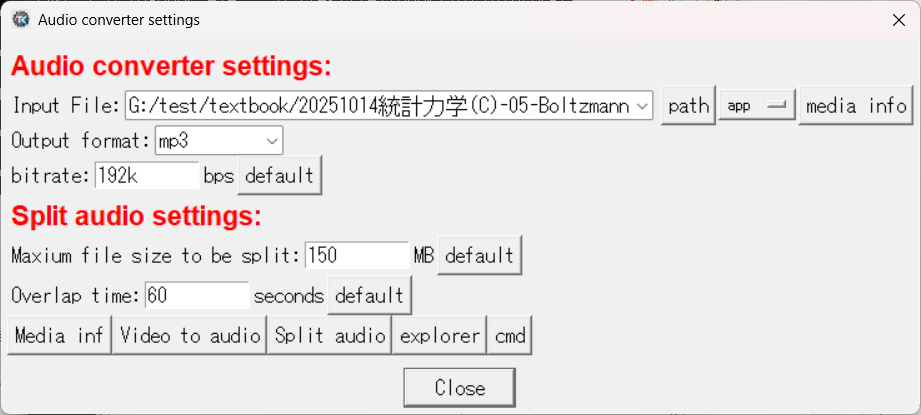 Audio converter settings
Audio converter settings:
Input File: G:/test/textbook/20251014統計力学(C)-05-Boltzmann path app media info
Output format: mp3
bitrate: 192k bps default
Split audio settings:
Maxium file size to be split: 150 MB default
Overlap time: 60 seconds default
Media inf Video to audio Split audio explorer cmd
Close